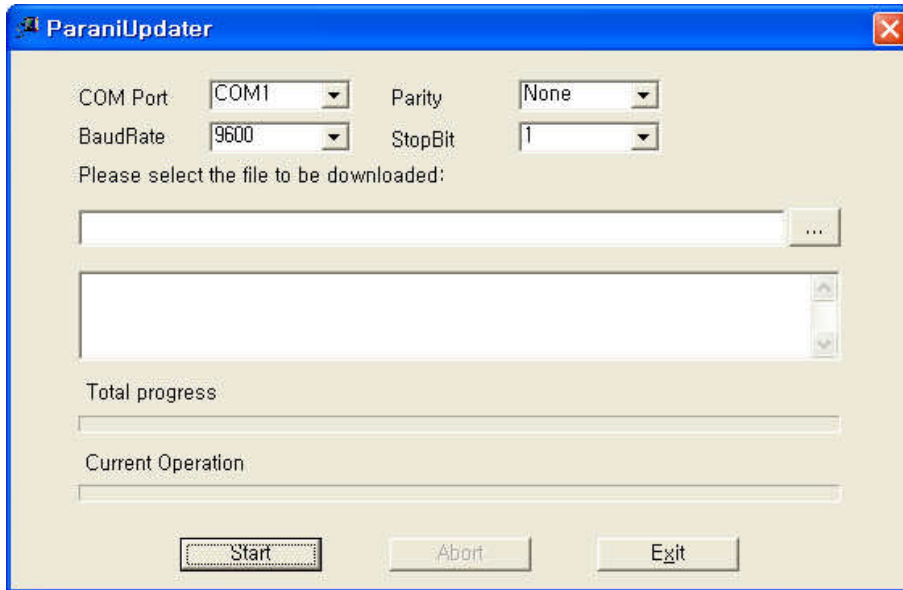 ParaniUpdater
COM Port COM1 Parity None
BaudRate 9600 StopBit 1
Please select the file to be downloaded:
...
Total progress
Current Operation
Start Abort Exit